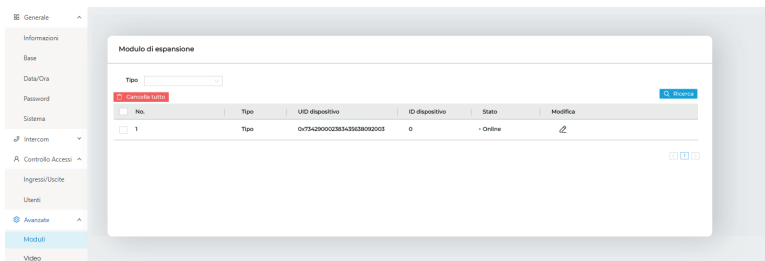 Generale
Informazioni
Base
Data/Ora
Password
Sistema
Intercom
Controllo Accessi
Ingressi/Uscite
Utenti
Avanzate
Moduli
Video
Modulo di espansione
Tipo
Cancella tutto
Ricerca
No. Tipo UID dispositivo ID dispositivo Stato Modifica
1 Tipo 0x734290002383435638092003 0 • Online
1